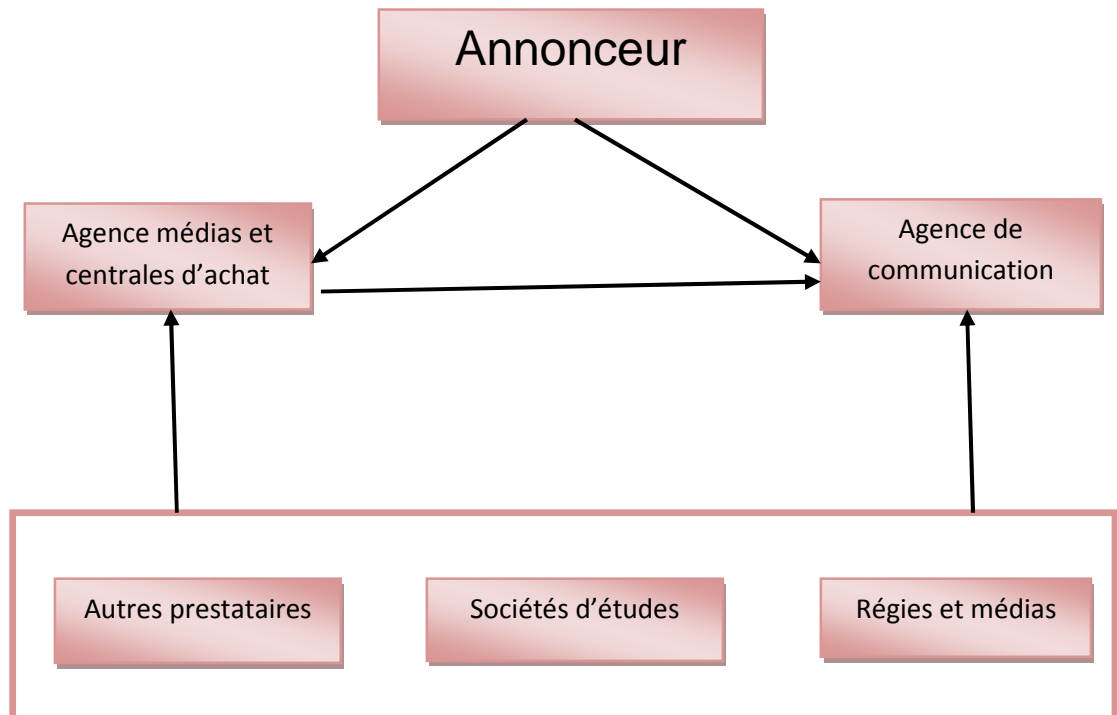 Annonceur
Agence médias et
centrales d’achat
Agence de
communication
Autres prestataires
Sociétés d’études
Régies et médias